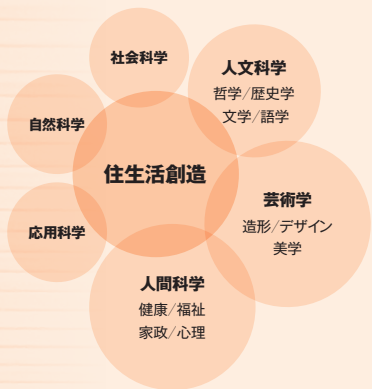 社会科学
人文科学
哲学/歴史学
文学/語学
自然科学
住生活創造
芸術学
造形/デザイン
美学
応用科学
人間科学
健康/福祉
家政/心理